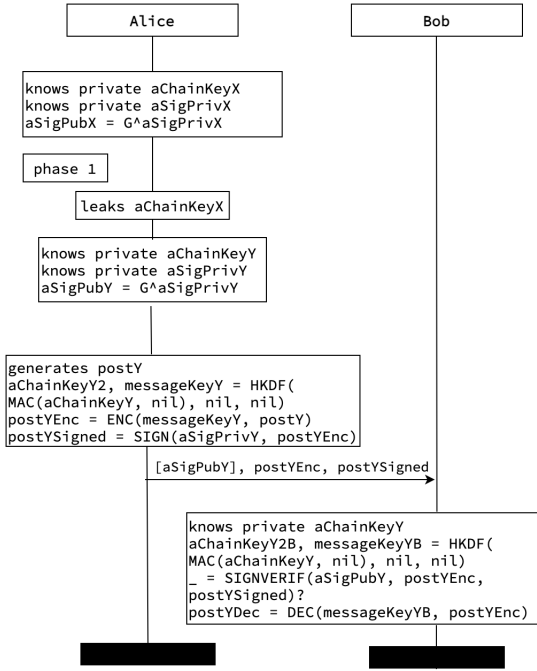 Alice
Bob
knows private aChainKeyX
knows private aSigPrivX
aSigPubX = G^aSigPrivX
phase 1
leaks aChainKeyX
knows private aChainKeyY
knows private aSigPrivY
aSigPubY = G^aSigPrivY
generates postY
aChainKeyY2, messageKeyY = HKDF(
MAC(aChainKeyY, nil), nil, nil)
postYEnc = ENC(messageKeyY, postY)
postYSigned = SIGN(aSigPrivY, postYEnc)
[aSigPubY], postYEnc, postYSigned
knows private aChainKeyY
aChainKeyY2B, messageKeyYB = HKDF(
MAC(aChainKeyY, nil), nil, nil)
_ = SIGNVERIF(aSigPubY, postYEnc,
postYSigned)?
postYDec = DEC(messageKeyYB, postYEnc)